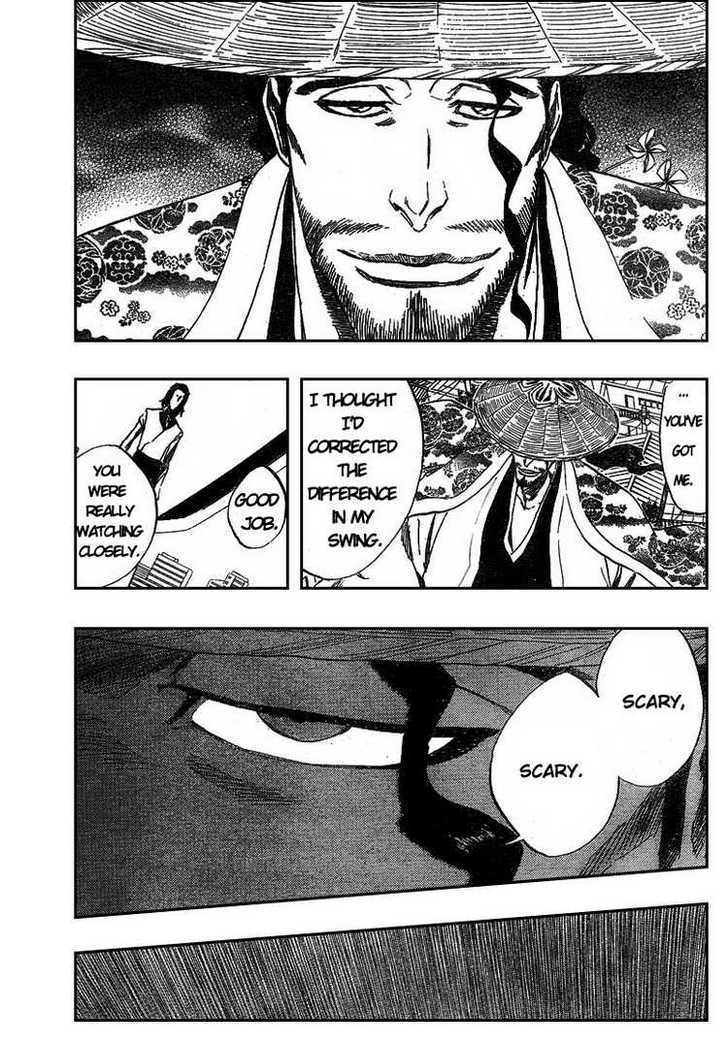 ...
YOU'VE
GOT
ME.
I THOUGHT
I'D
CORRECTED
THE
DIFFERENCE
IN MY
SWING.
GOOD
JOB.
YOU
WERE
REALLY
WATCHING
CLOSELY.
SCARY,
SCARY.